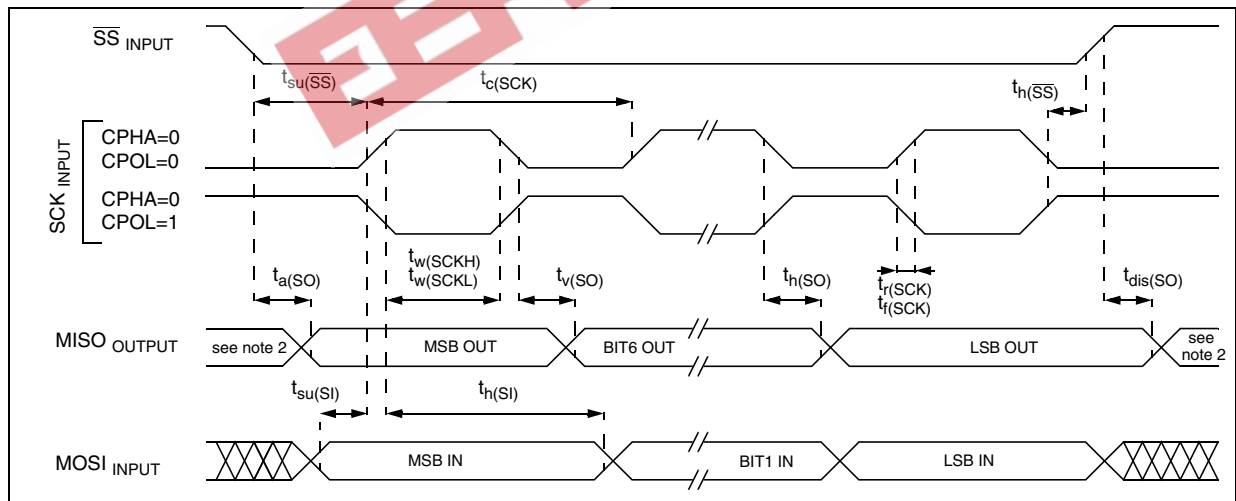 SS INPUT
tsu(SS)
tc(SCK)
th(SS)
SCK INPUT
CPHA=0
CPOL=0
CPHA=0
CPOL=1
ta(SO)
tw(SCKH)
tw(SCKL)
tv(SO)
th(SO)
tr(SCK)
tf(SCK)
tdis(SO)
MISO OUTPUT
see note 2
MSB OUT
BIT6 OUT
LSB OUT
see
note 2
tsu(SI)
th(SI)
MOSI INPUT
MSB IN
BIT1 IN
LSB IN